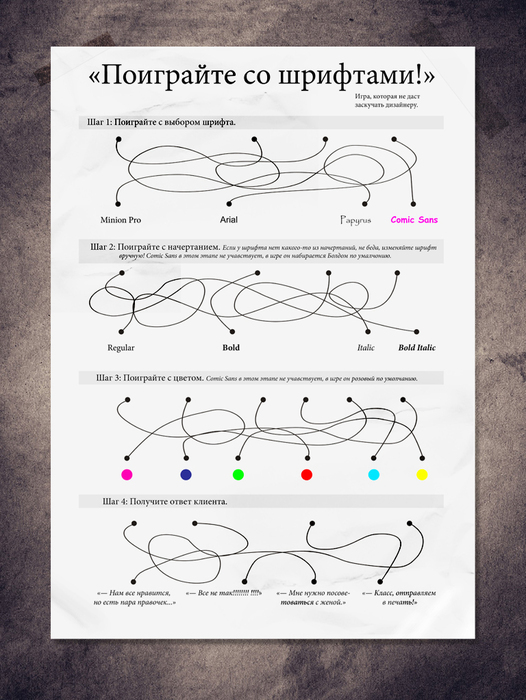 «Поиграйте со шрифтами!»
Игра, которая не даст
заскучать дизайнеру.
Шаг 1: Поиграйте с выбором шрифта.
Minion Pro Arial Papyrus Comic Sans
Шаг 2: Поиграйте с начертанием. Если у шрифта нет какого-то из начертаний, не беда, изменяйте шрифт
вручную! Comic Sans в этом этапе не участвует, в игре он набирается Болдом по умолчанию.
Regular Bold Italic Bold Italic
Шаг 3: Поиграйте с цветом. Comic Sans в этом этапе не участвует, в игре он розовый по умолчанию.
Шаг 4: Получите ответ клиента.
«— Нам все нравится, «— Все не так!!!!!!!! !!!!» «— Мне нужно посове- «— Класс, отправляем
но есть пара правочек...» товаться с женой.» в печать!»